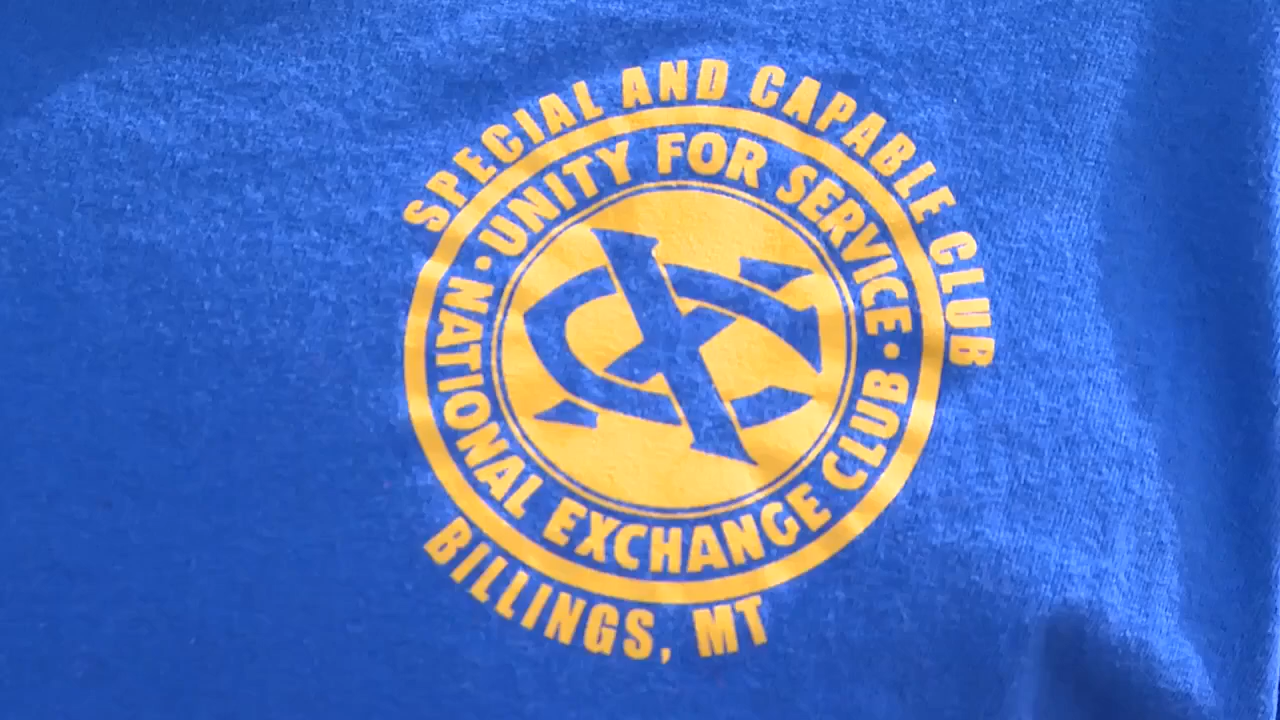 SPECIAL AND CAPABLE CLUB
· UNITY FOR SERVICE ·
NATIONAL EXCHANGE CLUB
BILLINGS, MT